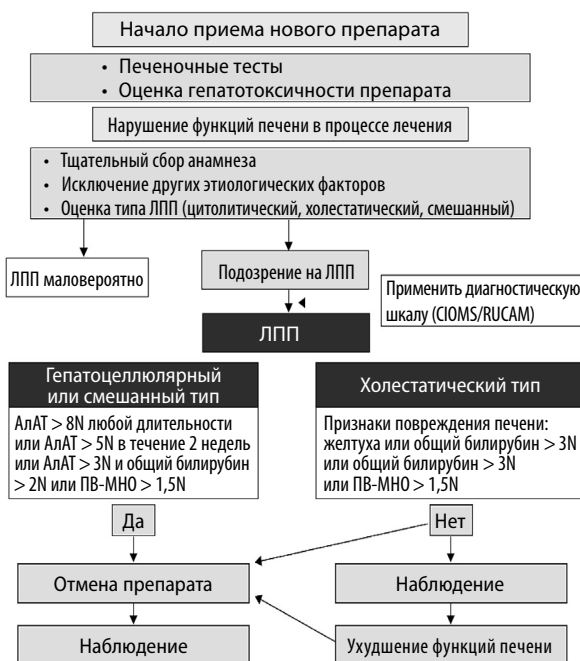 Начало приема нового препарата
• Печеночные тесты
• Оценка гепатотоксичности препарата
Нарушение функций печени в процессе лечения
• Тщательный сбор анамнеза
• Исключение других этиологических факторов
• Оценка типа ЛПП (цитолитический, холестатический, смешанный)
ЛПП маловероятно
Подозрение на ЛПП
Применить диагностическую
шкалу (CIOMS/RUCAM)
ЛПП
Гепатоцеллюлярный
или смешанный тип
АлАТ > 8N любой длительности
или АлАТ > 5N в течение 2 недель
или АлАТ > 3N и общий билирубин
> 2N или ПВ-МНО > 1,5N
Холестатический тип
Признаки повреждения печени:
желтуха или общий билирубин > 3N
или общий билирубин > 3N
или ПВ-МНО > 1,5N
Да
Нет
Отмена препарата
Наблюдение
Наблюдение
Ухудшение функций печени